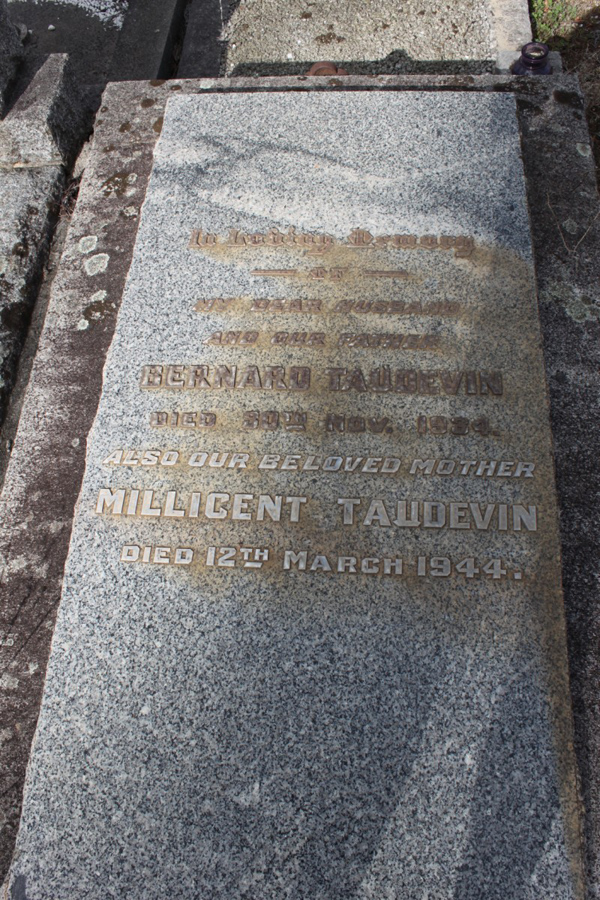 In Loving Memory
OF
MY DEAR HUSBAND
AND OUR FATHER
BERNARD TAUDEVIN
DIED 30TH NOV. 1934.
ALSO OUR BELOVED MOTHER
MILLICENT TAUDEVIN
DIED 12TH MARCH 1944.